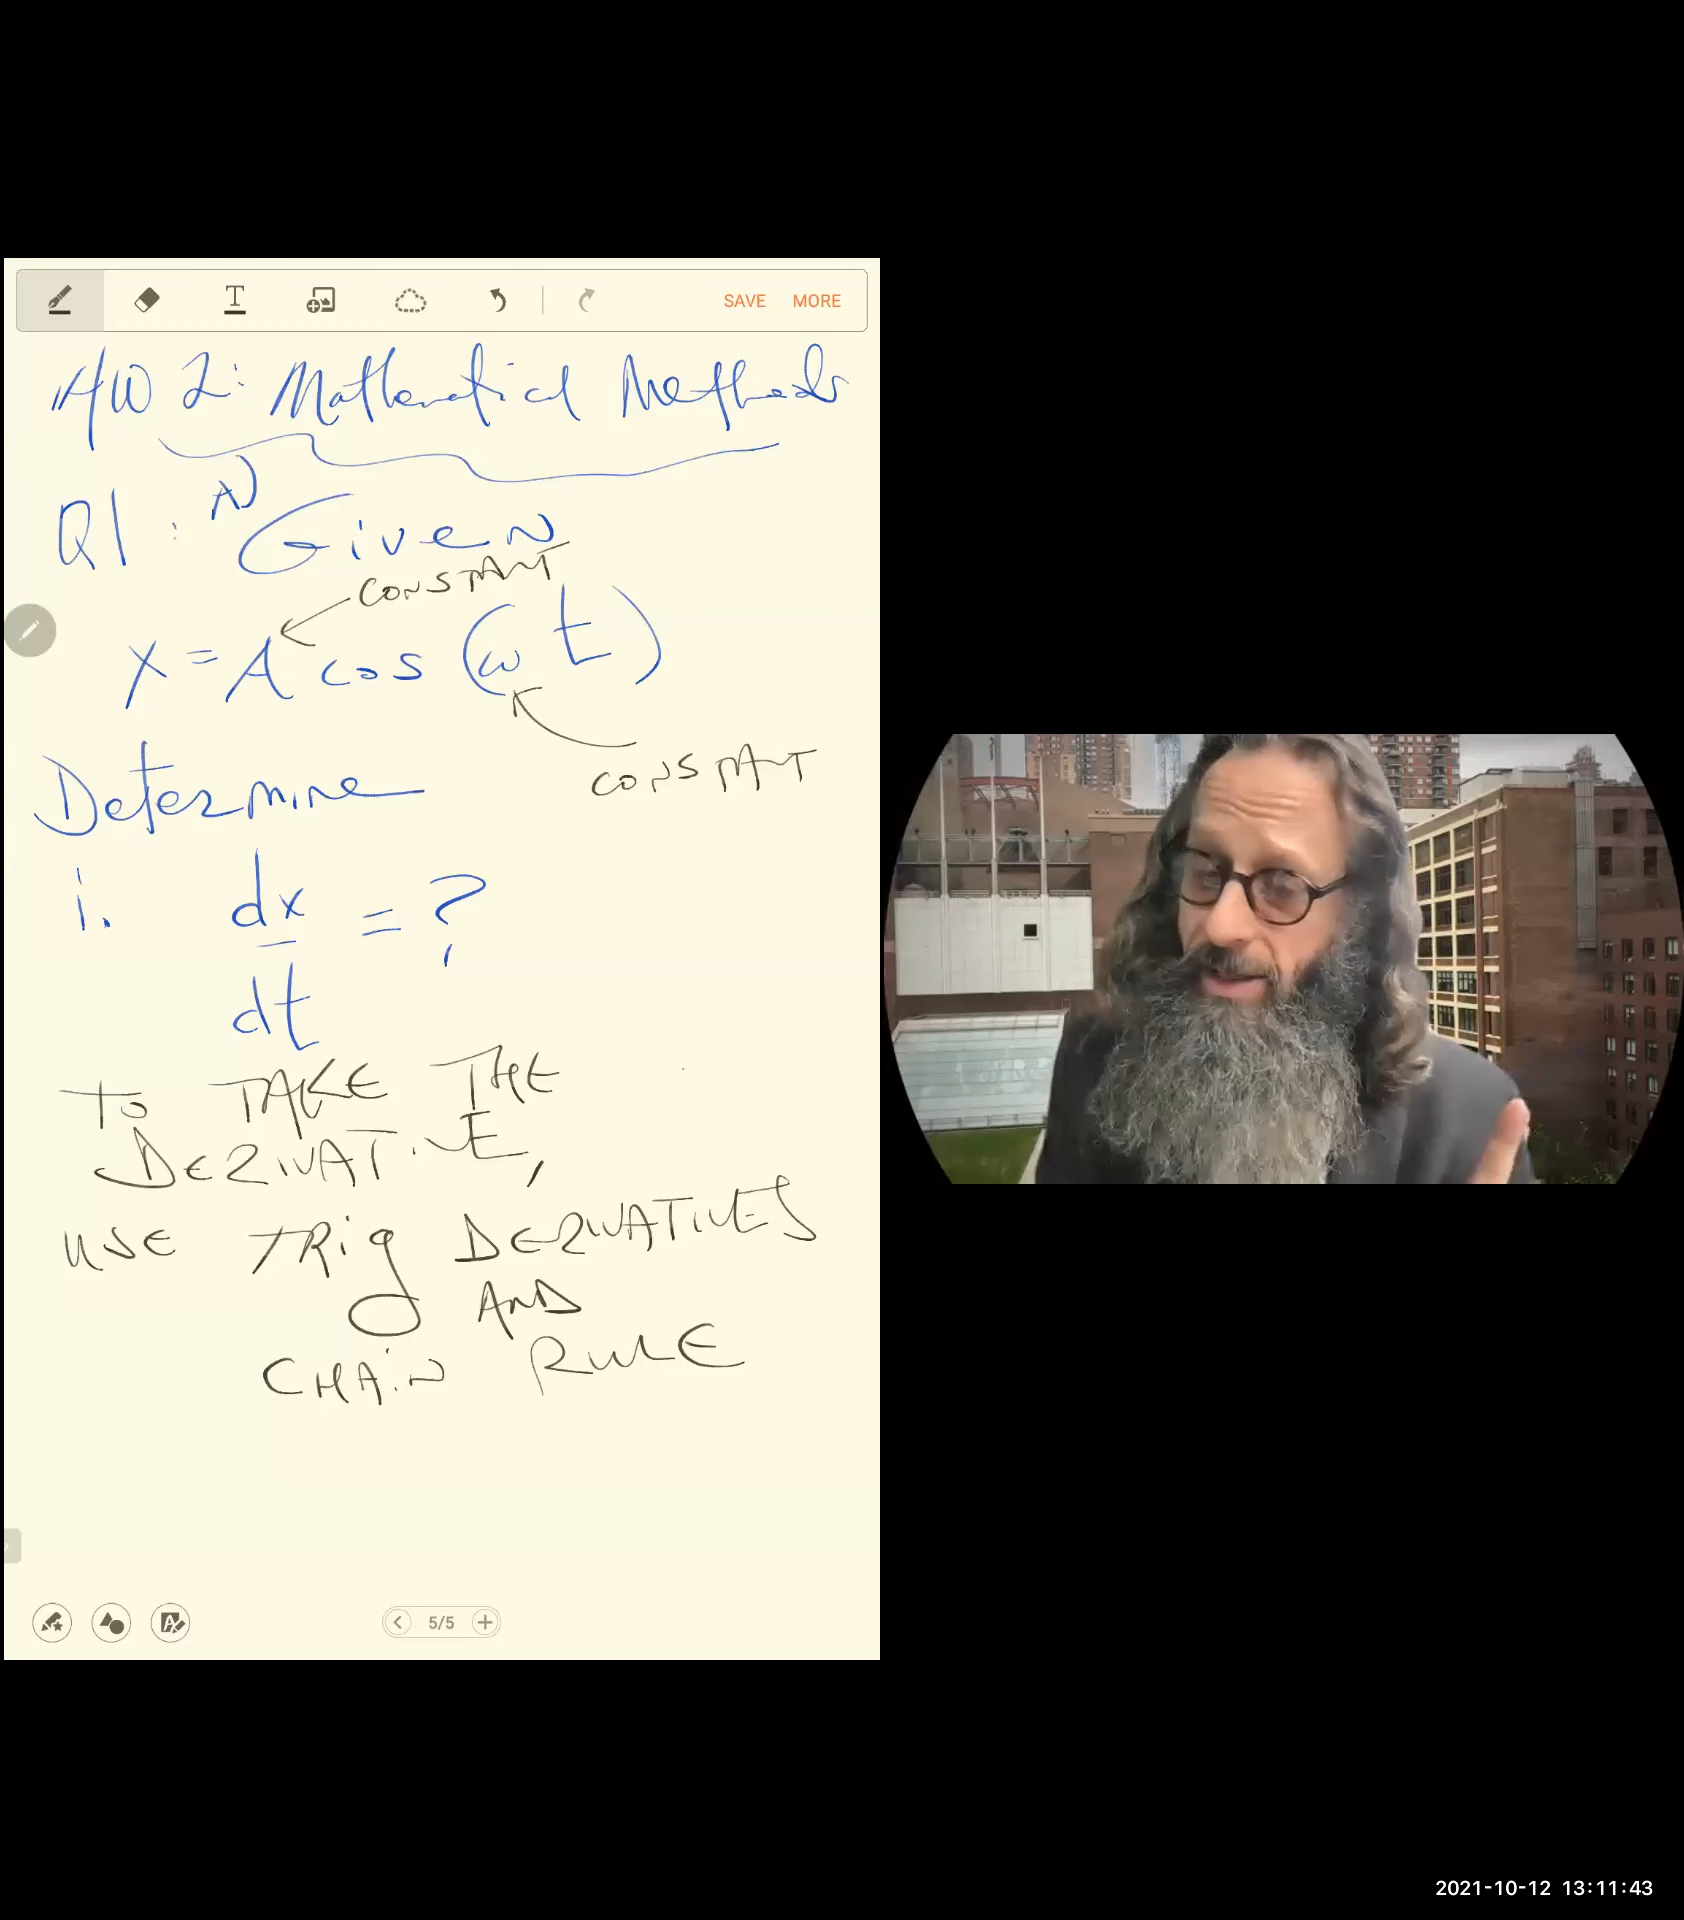 SAVE MORE
HW 2: Mathematical Methods
Q1: A) Given
CONSTANT
x = A cos (ω t)
CONSTANT
Determine
i. dx = ?
dt
TO TAKE THE
DERIVATIVE,
USE TRIG DERIVATIVES
AND
CHAIN RULE
5/5
2021-10-12 13:11:43